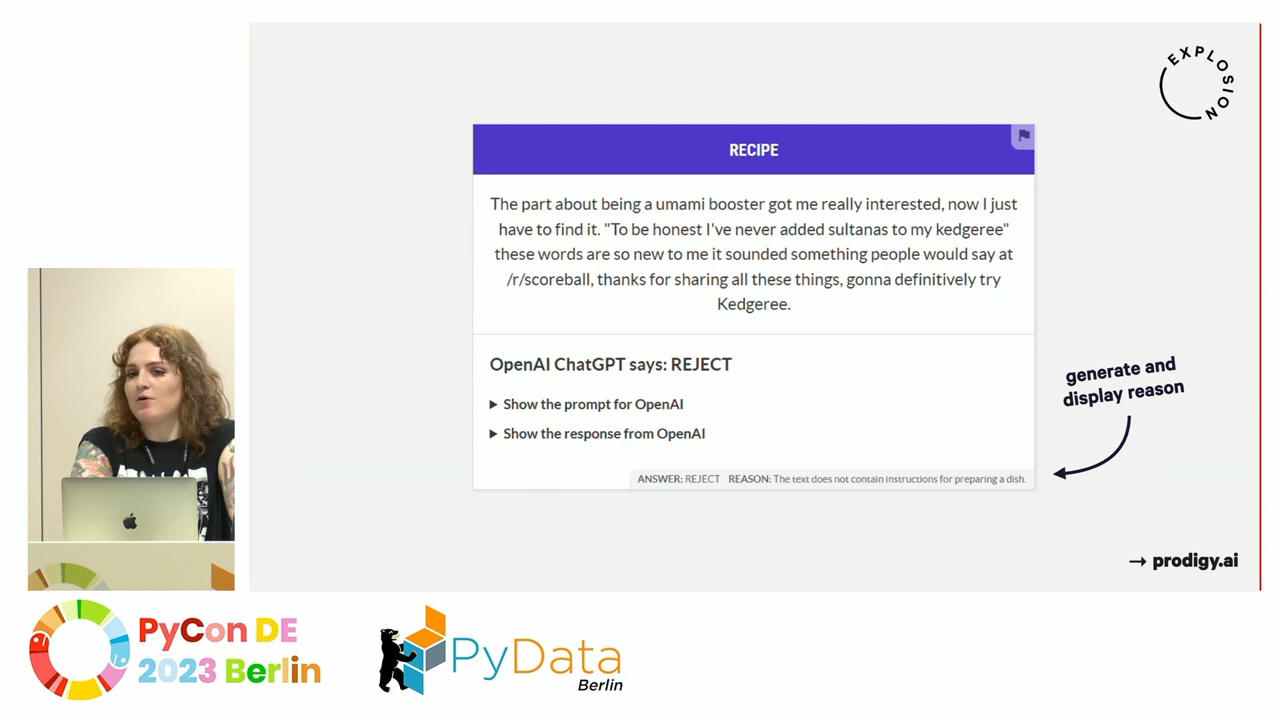 EXPLOSION
RECIPE
The part about being a umami booster got me really interested, now I just
have to find it. "To be honest I've never added sultanas to my kedgeree"
these words are so new to me it sounded something people would say at
/r/scoreball, thanks for sharing all these things, gonna definitively try
Kedgeree.
OpenAI ChatGPT says: REJECT
Show the prompt for OpenAI
Show the response from OpenAI
ANSWER: REJECT REASON: The text does not contain instructions for preparing a dish.
generate and
display reason
→ prodigy.ai
PyCon DE
2023 Berlin
PyData
Berlin